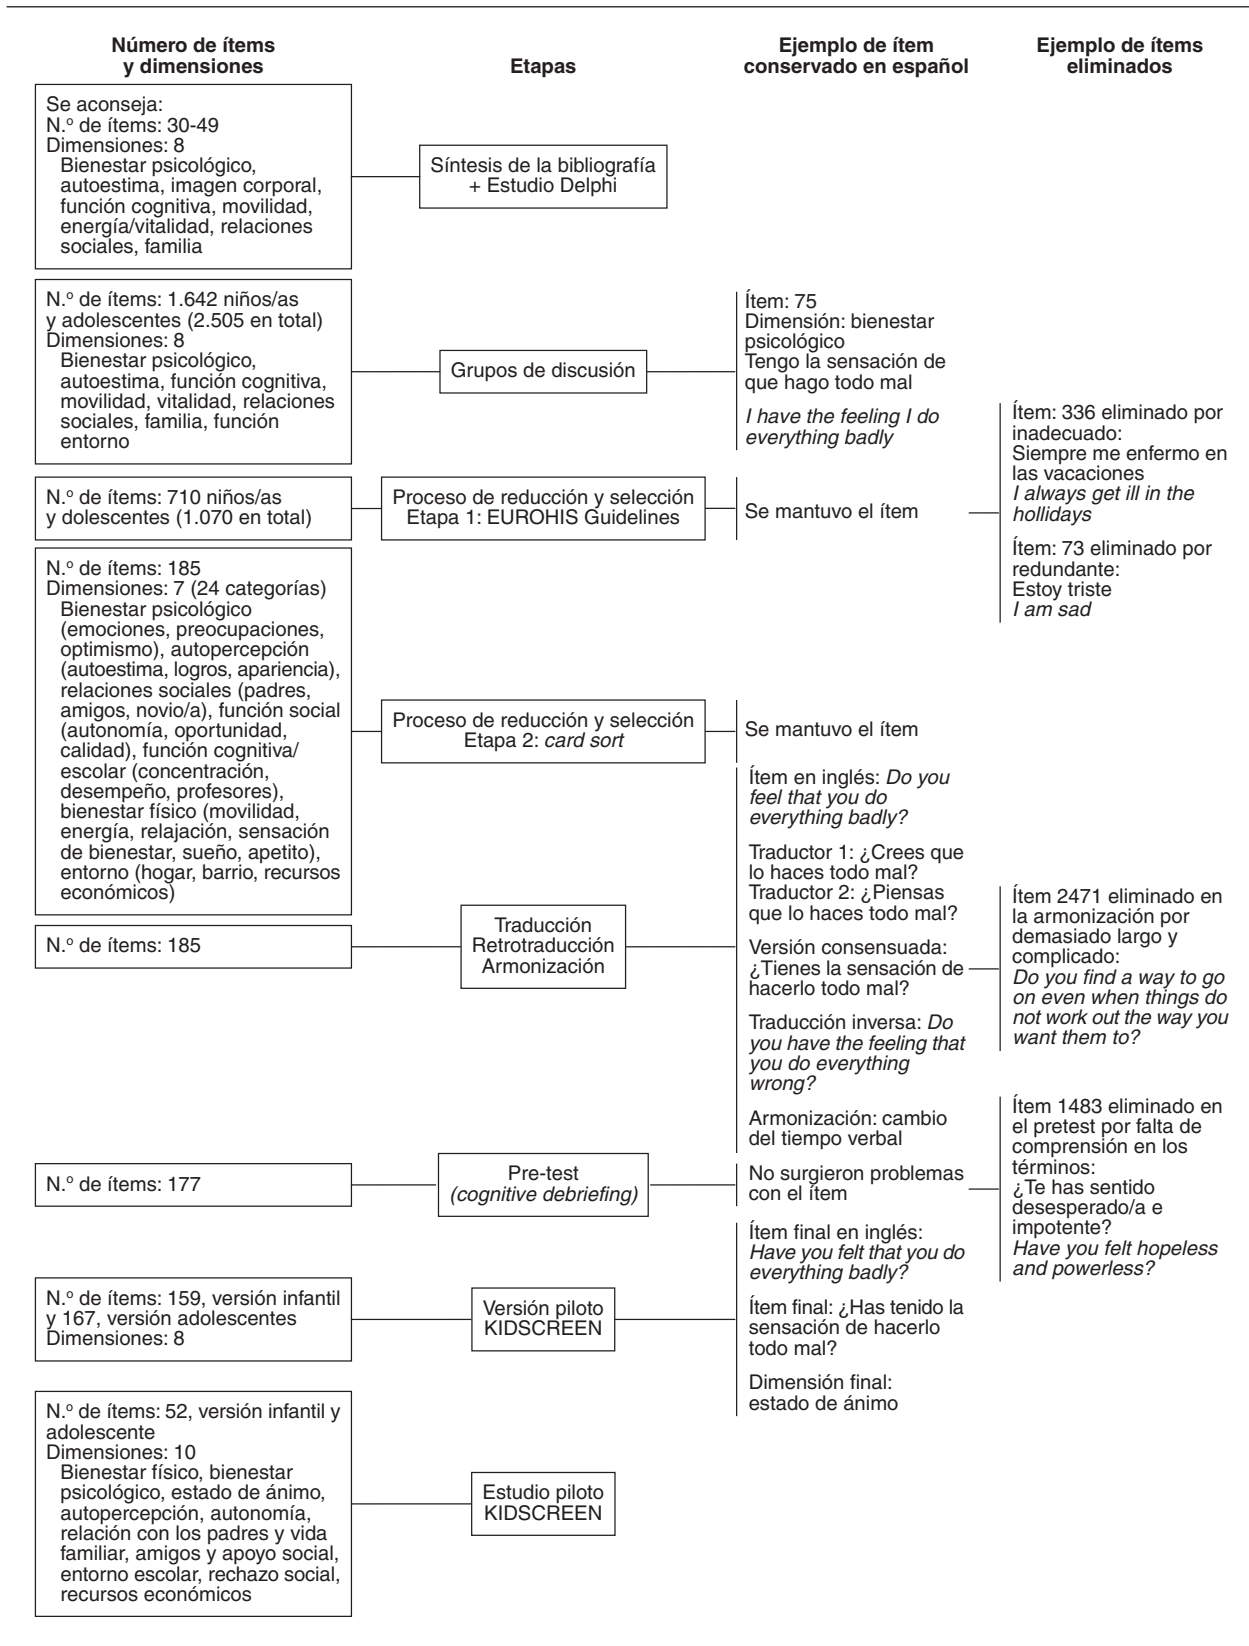 Número de ítems
y dimensiones
Etapas
Ejemplo de ítem
conservado en español
Ejemplo de ítems
eliminados
Se aconseja:
N.º de ítems: 30-49
Dimensiones: 8
Bienestar psicológico,
autoestima, imagen corporal,
función cognitiva, movilidad,
energía/vitalidad, relaciones
sociales, familia
Síntesis de la bibliografía
+ Estudio Delphi
N.º de ítems: 1.642 niños/as
y adolescentes (2.505 en total)
Dimensiones: 8
Bienestar psicológico,
autoestima, función cognitiva,
movilidad, vitalidad, relaciones
sociales, familia, función
entorno
Grupos de discusión
Ítem: 75
Dimensión: bienestar
psicológico
Tengo la sensación de
que hago todo mal
I have the feeling I do
everything badly
N.º de ítems: 710 niños/as
y dolescentes (1.070 en total)
Proceso de reducción y selección
Etapa 1: EUROHIS Guidelines
Se mantuvo el ítem
Ítem: 336 eliminado por
inadecuado:
Siempre me enfermo en
las vacaciones
I always get ill in the
hollidays
Ítem: 73 eliminado por
redundante:
Estoy triste
I am sad
N.º de ítems: 185
Dimensiones: 7 (24 categorías)
Bienestar psicológico
(emociones, preocupaciones,
optimismo), autopercepción
(autoestima, logros, apariencia),
relaciones sociales (padres,
amigos, novio/a), función social
(autonomía, oportunidad,
calidad), función cognitiva/
escolar (concentración,
desempeño, profesores),
bienestar físico (movilidad,
energía, relajación, sensación
de bienestar, sueño, apetito),
entorno (hogar, barrio, recursos
económicos)
Proceso de reducción y selección
Etapa 2: card sort
Se mantuvo el ítem
N.º de ítems: 185
Traducción
Retrotraducción
Armonización
Ítem en inglés: Do you
feel that you do
everything badly?
Traductor 1: ¿Crees que
lo haces todo mal?
Traductor 2: ¿Piensas
que lo haces todo mal?
Versión consensuada:
¿Tienes la sensación de
hacerlo todo mal?
Traducción inversa: Do
you have the feeling that
you do everything
wrong?
Armonización: cambio
del tiempo verbal
Ítem 2471 eliminado en
la armonización por
demasiado largo y
complicado:
Do you find a way to go
on even when things do
not work out the way you
want them to?
N.º de ítems: 177
Pre-test
(cognitive debriefing)
No surgieron problemas
con el ítem
Ítem 1483 eliminado en
el pretest por falta de
comprensión en los
términos:
¿Te has sentido
desesperado/a e
impotente?
Have you felt hopeless
and powerless?
N.º de ítems: 159, versión infantil
y 167, versión adolescentes
Dimensiones: 8
Versión piloto
KIDSCREEN
Ítem final en inglés:
Have you felt that you do
everything badly?
Ítem final: ¿Has tenido la
sensación de hacerlo
todo mal?
Dimensión final:
estado de ánimo
N.º de ítems: 52, versión infantil y
adolescente
Dimensiones: 10
Bienestar físico, bienestar
psicológico, estado de ánimo,
autopercepción, autonomía,
relación con los padres y vida
familiar, amigos y apoyo social,
entorno escolar, rechazo social,
recursos económicos
Estudio piloto
KIDSCREEN